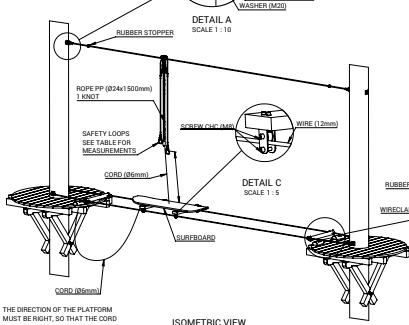 WASHER (M20)
DETAIL A
SCALE 1 : 10
RUBBER STOPPER
ROPE PP (Ø24x1500mm)
1 KNOT
SCREW CHC (M8)
WIRE (12mm)
SAFETY LOOPS
SEE TABLE FOR
MEASUREMENTS
CORD (Ø6mm)
DETAIL C
SCALE 1 : 5
RUBBER
WIRECLA
SURFBOARD
CORD (Ø6mm)
THE DIRECTION OF THE PLATFORM
MUST BE RIGHT, SO THAT THE CORD
ISOMETRIC VIEW